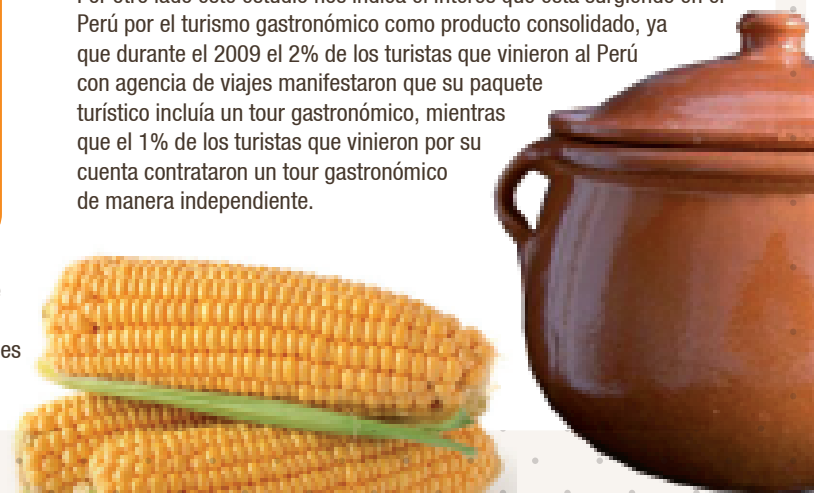 Perú por el turismo gastronómico como producto consolidado, ya
que durante el 2009 el 2% de los turistas que vinieron al Perú
con agencia de viajes manifestaron que su paquete
turístico incluía un tour gastronómico, mientras
que el 1% de los turistas que vinieron por su
cuenta contrataron un tour gastronómico
de manera independiente.
es